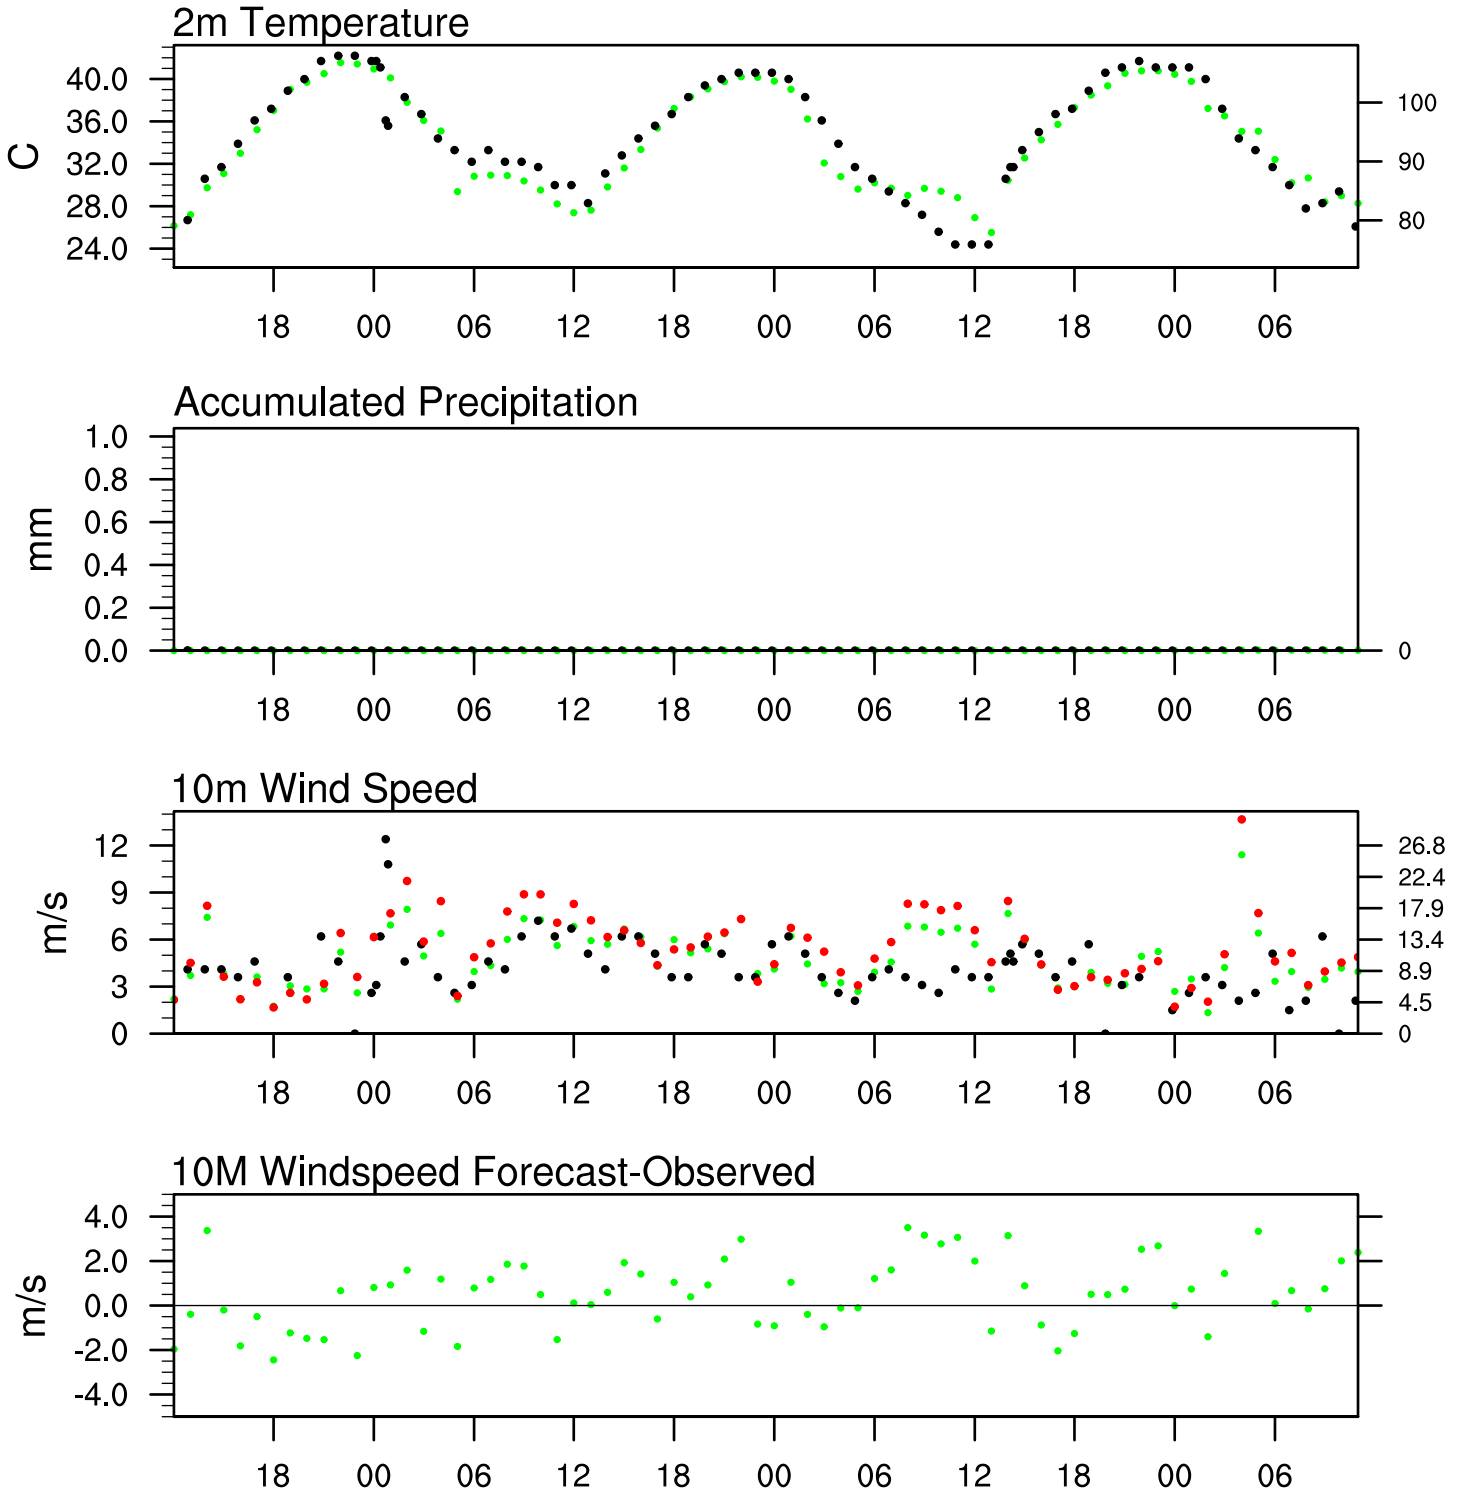 2m Temperature
40.0
36.0
32.0
28.0
24.0
C
100
90
80
18 00 06 12 18 00 06 12 18 00 06
Accumulated Precipitation
1.0
0.8
0.6
0.4
0.2
0.0
mm
0
18 00 06 12 18 00 06 12 18 00 06
10m Wind Speed
12
9
6
3
0
m/s
26.8
22.4
17.9
13.4
8.9
4.5
0
18 00 06 12 18 00 06 12 18 00 06
10M Windspeed Forecast-Observed
4.0
2.0
0.0
-2.0
-4.0
m/s
18 00 06 12 18 00 06 12 18 00 06